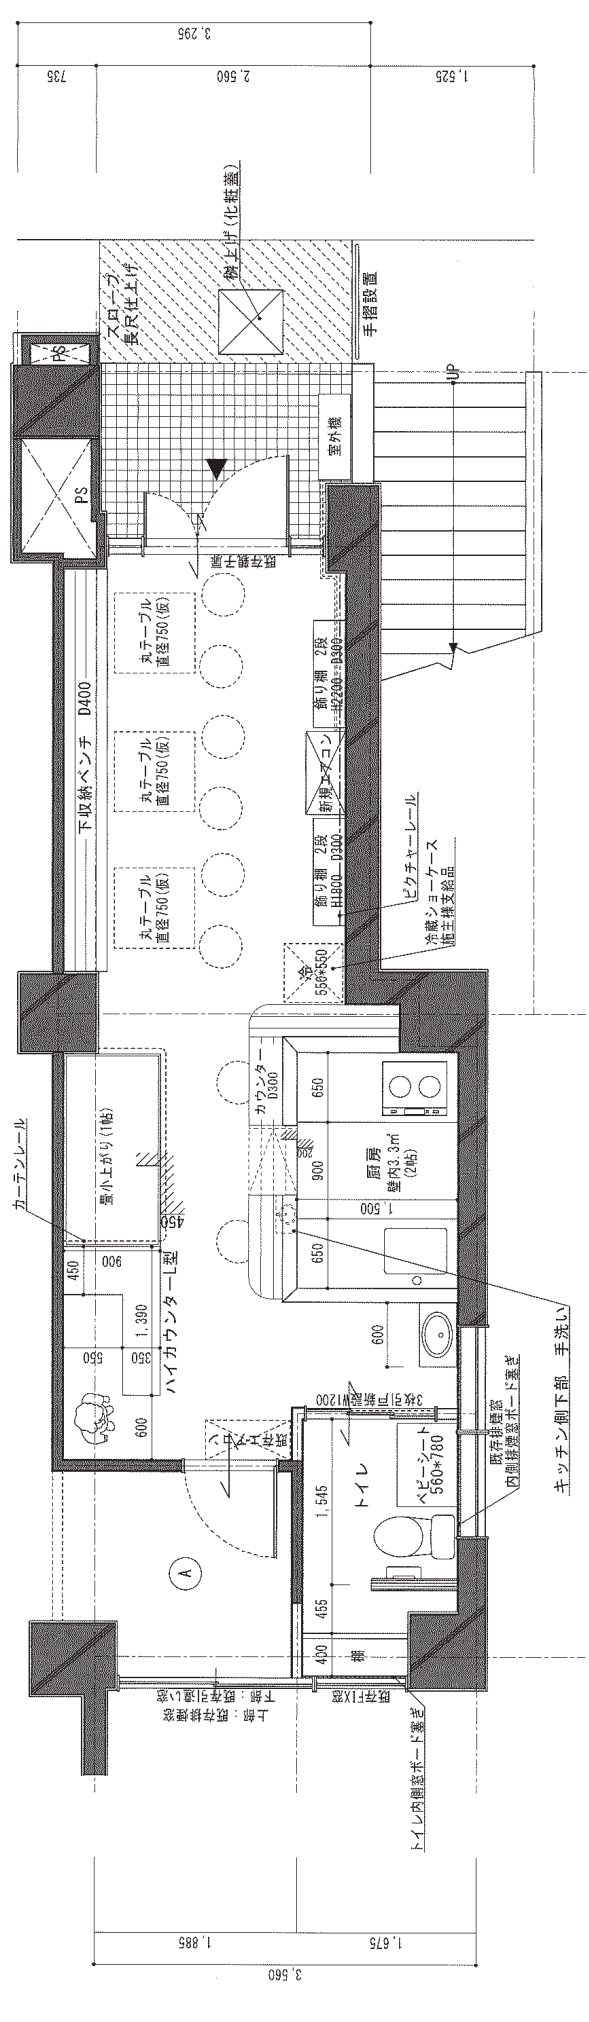 3,295
735
2,560
1,525
桝上げ(化粧蓋)
スロープ
長尺仕上げ
手摺設置
PS
PS
UP
室外機
既存親子扉
下収納ベンチ D400
丸テーブル
直径750(仮)
丸テーブル
直径750(仮)
丸テーブル
直径750(仮)
飾り棚 2段
H2200 D300
新規エアコン
飾り棚 2段
H1800 D300
ピクチャーレール
冷蔵ショーケース
施主様支給品
冷
550*550
カウンター
D300
カーテンレール
畳小上がり(1帖)
450
200
650
900
650
厨房
壁内3.3㎡
(2帖)
1,500
900
450
ハイカウンターL型
1,390
550
350
600
600
キッチン側下部 手洗い
既存エアコン
3枚引戸新設W1200
既存排煙窓
内側排煙窓ボード塞ぎ
ベビーシート
560*780
トイレ
1,545
455
400
棚
A
上部：既存排煙窓
下部：既存引違い窓
既存FIX窓
トイレ内側窓ボード塞ぎ
1,885
1,675
3,560